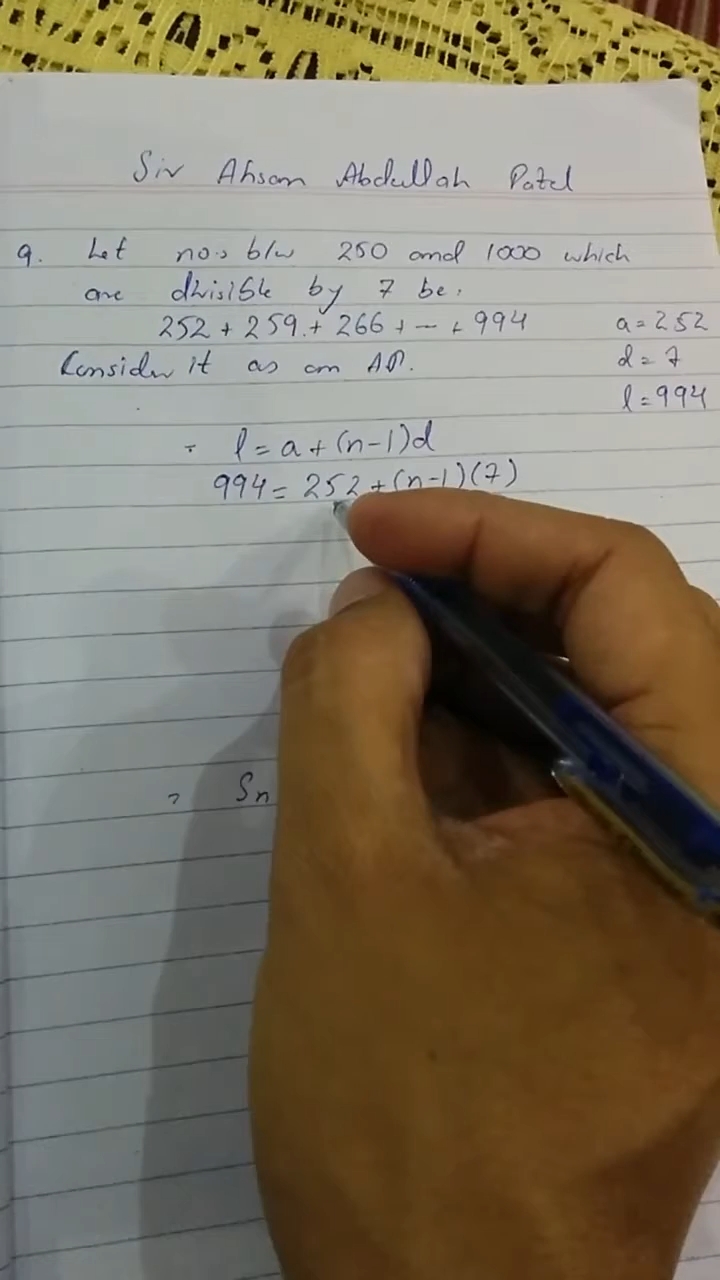 Sir Ahsan Abdullah Patel
9. Let no.s b/w 250 and 1000 which
are divisible by 7 be,
252 + 259 + 266 + --- + 994
a = 252
Consider it as an AP.
d = 7
l = 994
l = a + (n-1)d
994 = 252 + (n-1)(7)
Sn